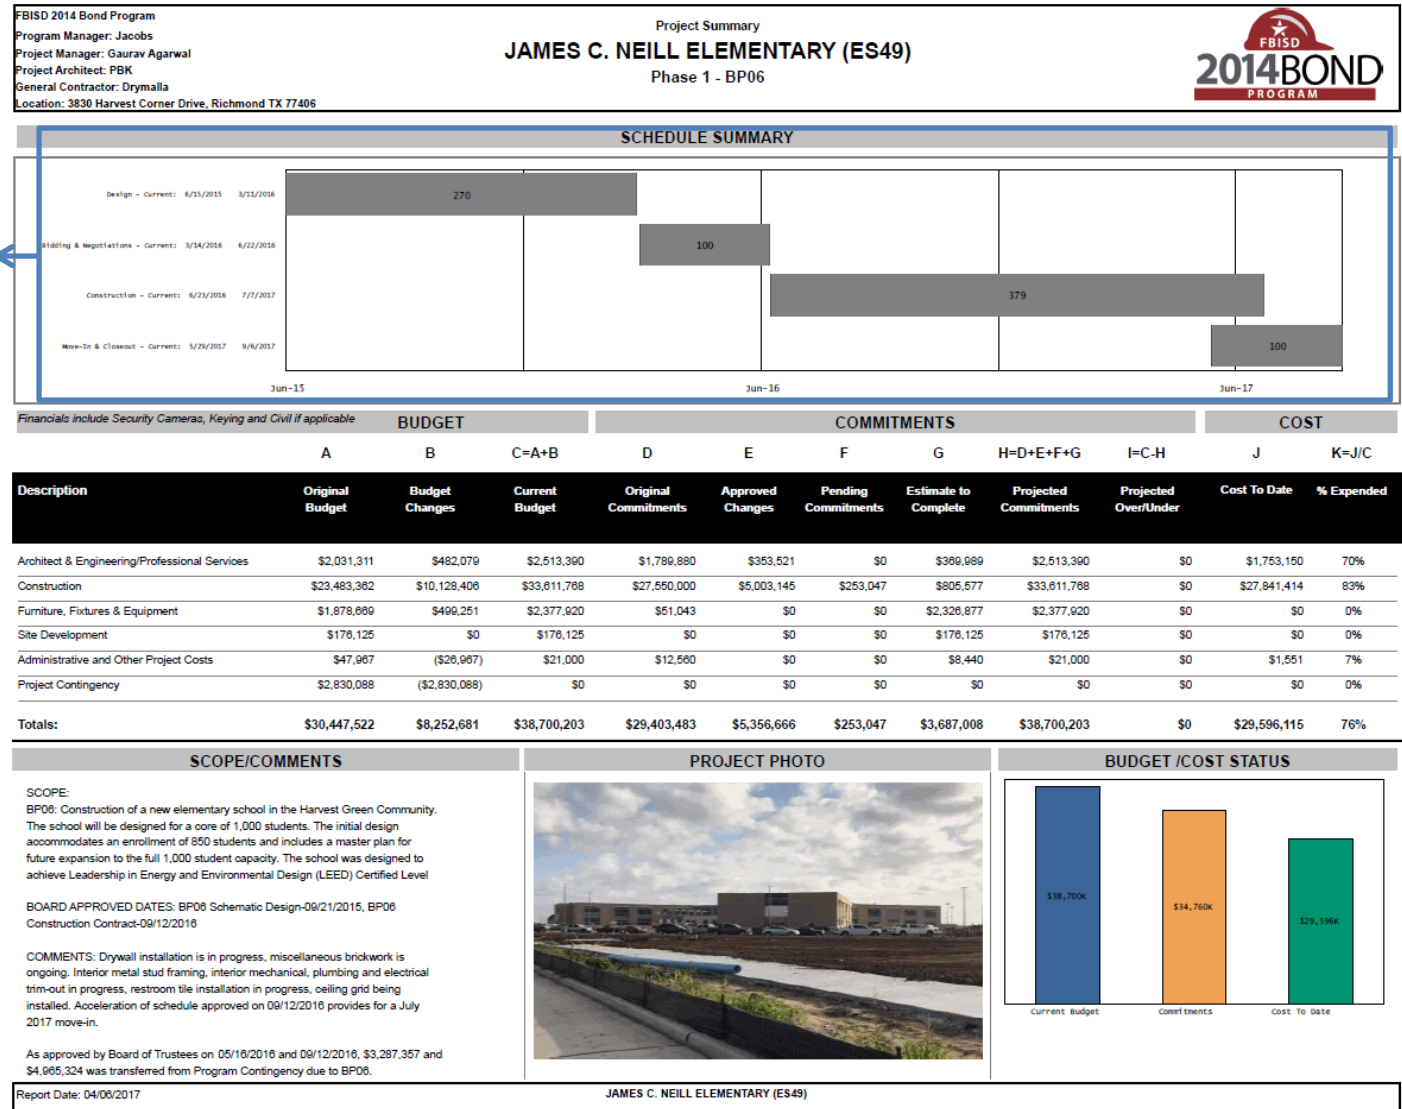 FBISD 2014 Bond Program
Program Manager: Jacobs
Project Manager: Gaurav Agarwal
Project Architect: PBK
General Contractor: Drymalla
Location: 3830 Harvest Corner Drive, Richmond TX 77406
Project Summary
JAMES C. NEILL ELEMENTARY (ES49)
Phase 1 - BP06
FBISD
2014BOND
PROGRAM
SCHEDULE SUMMARY
Design - Current: 6/15/2015 3/11/2016
270
Bidding & Negotiations - Current: 3/14/2016 6/22/2016
100
Construction - Current: 6/23/2016 7/7/2017
379
Move-In & Closeout - Current: 5/29/2017 9/6/2017
100
Jun-15 Jun-16 Jun-17
Financials include Security Cameras, Keying and Civil if applicable BUDGET COMMITMENTS COST
A B C=A+B D E F G H=D+E+F+G I=C-H J K=J/C
Description Original Budget Budget Changes Current Budget Original Commitments Approved Changes Pending Commitments Estimate to Complete Projected Commitments Projected Over/Under Cost To Date % Expended
Architect & Engineering/Professional Services $2,031,311 $482,079 $2,513,390 $1,789,880 $353,521 $0 $369,989 $2,513,390 $0 $1,753,150 70%
Construction $23,483,362 $10,128,406 $33,611,768 $27,550,000 $5,003,145 $253,047 $805,577 $33,611,768 $0 $27,841,414 83%
Furniture, Fixtures & Equipment $1,878,669 $499,251 $2,377,920 $51,043 $0 $0 $2,326,877 $2,377,920 $0 $0 0%
Site Development $176,125 $0 $176,125 $0 $0 $0 $176,125 $176,125 $0 $0 0%
Administrative and Other Project Costs $47,967 ($26,967) $21,000 $12,560 $0 $0 $8,440 $21,000 $0 $1,551 7%
Project Contingency $2,830,088 ($2,830,088) $0 $0 $0 $0 $0 $0 $0 $0 0%
Totals: $30,447,522 $8,252,681 $38,700,203 $29,403,483 $5,356,666 $253,047 $3,687,008 $38,700,203 $0 $29,596,115 76%
SCOPE/COMMENTS
SCOPE:
BP06: Construction of a new elementary school in the Harvest Green Community.
The school will be designed for a core of 1,000 students. The initial design
accommodates an enrollment of 850 students and includes a master plan for
future expansion to the full 1,000 student capacity. The school was designed to
achieve Leadership in Energy and Environmental Design (LEED) Certified Level
BOARD APPROVED DATES: BP06 Schematic Design-09/21/2015, BP06
Construction Contract-09/12/2016
COMMENTS: Drywall installation is in progress, miscellaneous brickwork is
ongoing. Interior metal stud framing, interior mechanical, plumbing and electrical
trim-out in progress, restroom tile installation in progress, ceiling grid being
installed. Acceleration of schedule approved on 09/12/2016 provides for a July
2017 move-in.
As approved by Board of Trustees on 05/16/2016 and 09/12/2016, $3,287,357 and
$4,965,324 was transferred from Program Contingency due to BP06.
PROJECT PHOTO
BUDGET /COST STATUS
$38,700K
$34,760K
$29,596K
Current Budget Commitments Cost To Date
Report Date: 04/06/2017
JAMES C. NEILL ELEMENTARY (ES49)